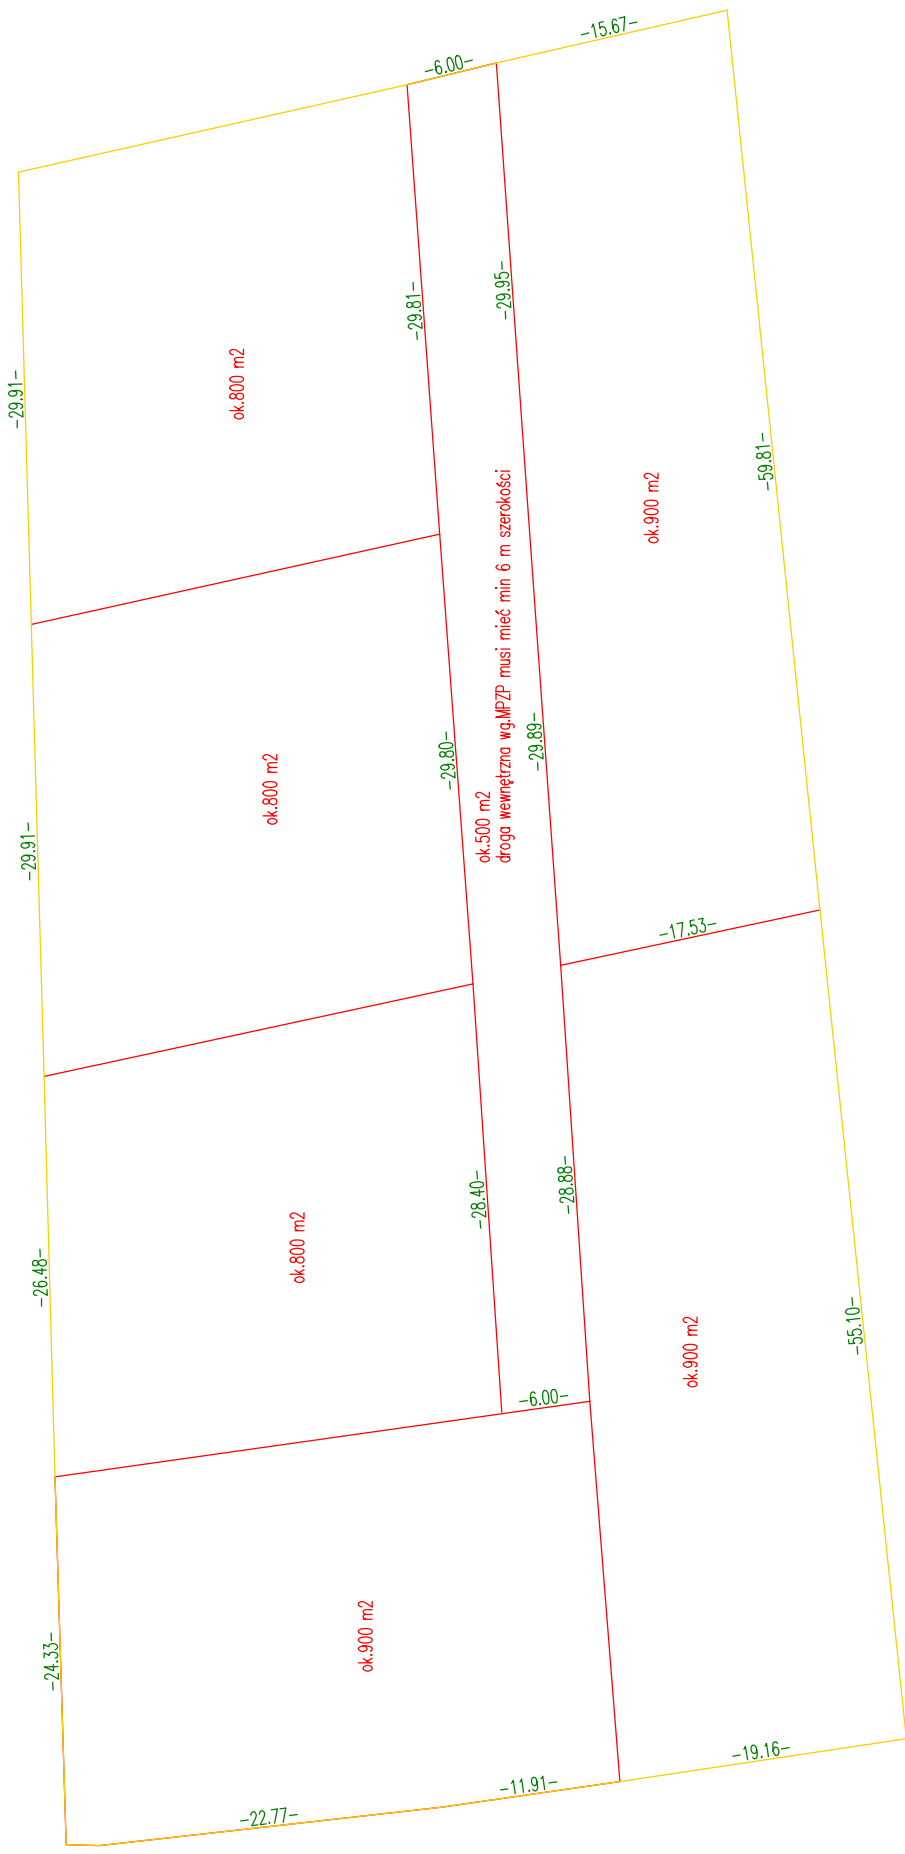 -15.67-
-6.00-
-29.81-
-29.95-
ok.800 m2
-29.91-
-59.81-
ok.900 m2
ok.800 m2
-29.80-
ok.500 m2
droga wewnętrzna wg.MPZP musi mieć min 6 m szerokości
-29.89-
-29.91-
-17.53-
-28.40-
-28.88-
ok.800 m2
-26.48-
-55.10-
ok.900 m2
-6.00-
ok.900 m2
-24.33-
-19.16-
-11.91-
-22.77-